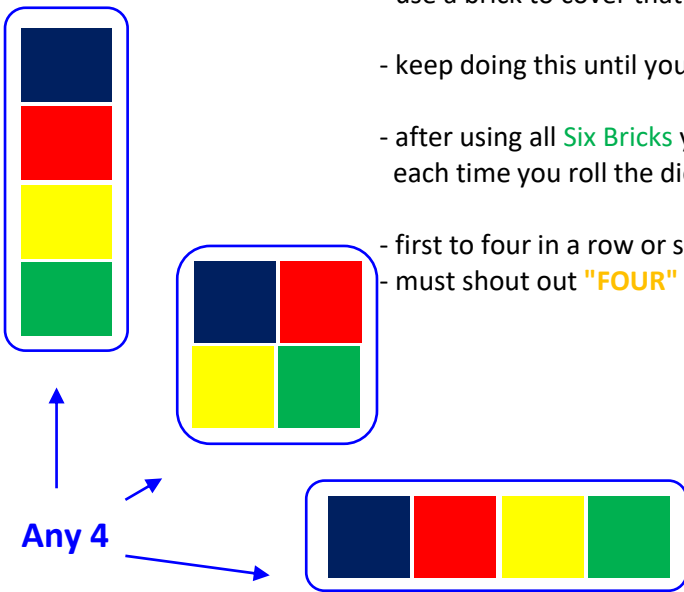 - keep doing this until you
- after using all Six Bricks
each time you roll the
- first to four in a row or
- must shout out "FOUR"
Any 4